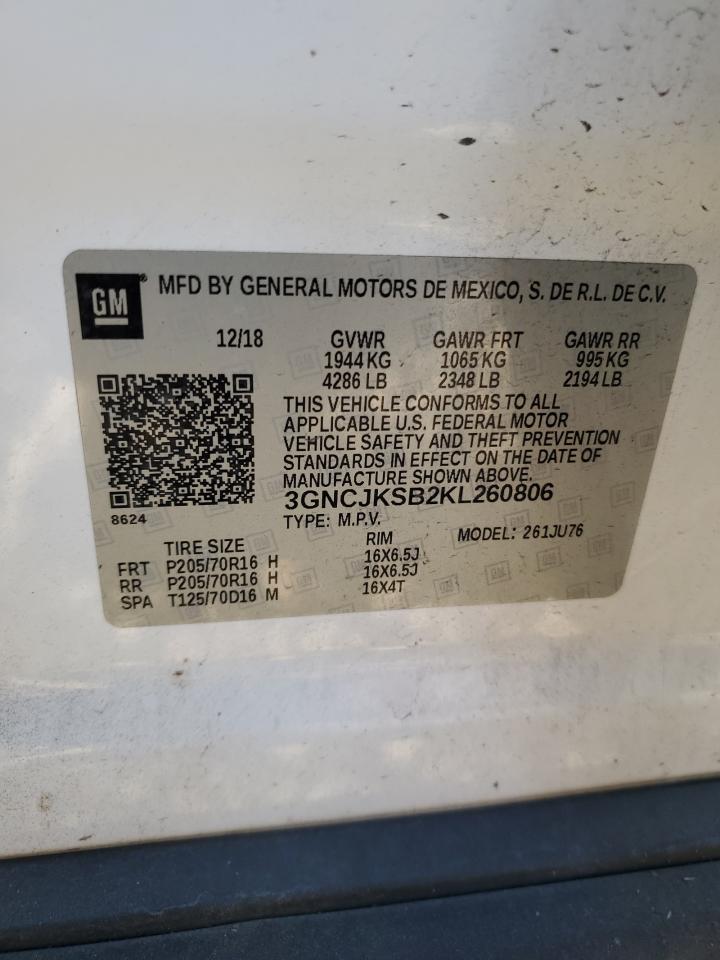 GM ® MFD BY GENERAL MOTORS DE MEXICO, S. DE R.L. DE C.V.
12/18 GVWR GAWR FRT GAWR RR
1944 KG 1065 KG 995 KG
4286 LB 2348 LB 2194 LB
THIS VEHICLE CONFORMS TO ALL
APPLICABLE U.S. FEDERAL MOTOR
VEHICLE SAFETY AND THEFT PREVENTION
STANDARDS IN EFFECT ON THE DATE OF
MANUFACTURE SHOWN ABOVE.
3GNCJKSB2KL260806
8624
TYPE: M.P.V. MODEL: 261JU76
TIRE SIZE RIM
FRT P205/70R16 H 16X6.5J
RR P205/70R16 H 16X6.5J
SPA T125/70D16 M 16X4T